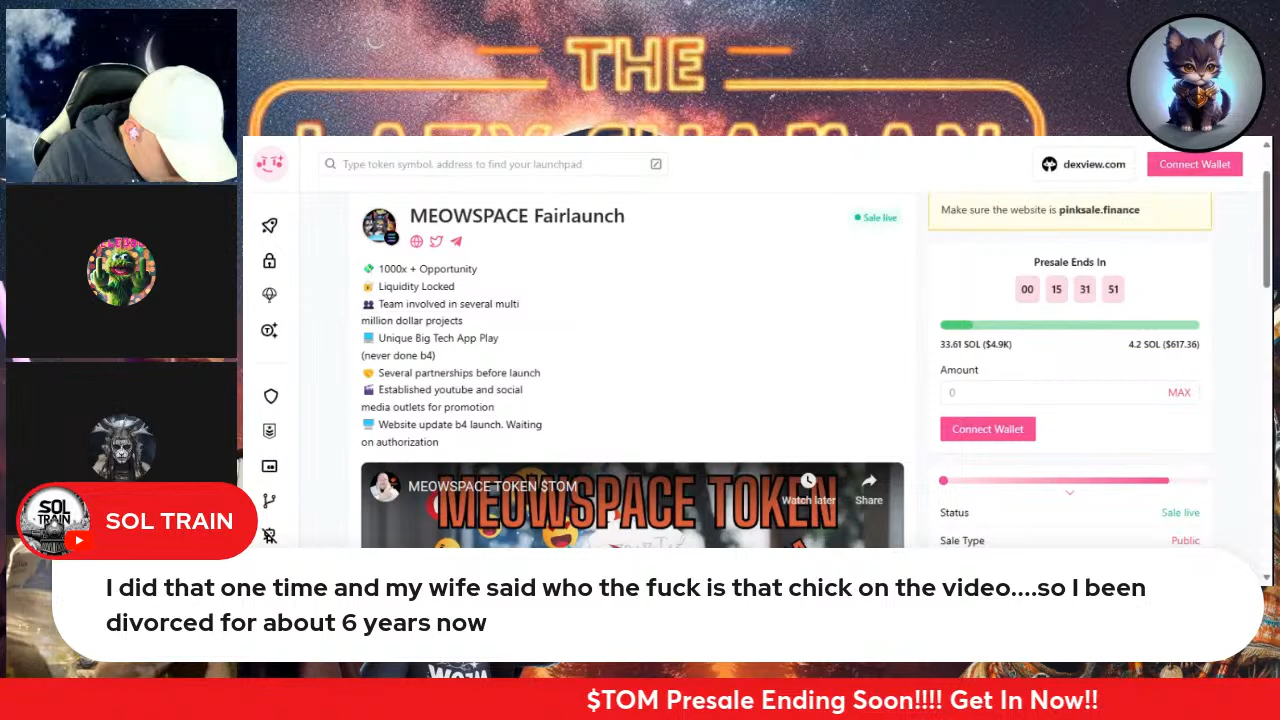 THE
Type token symbol, address to find your launchpad
dexview.com
Connect Wallet
MEOWSPACE Fairlaunch
Sale live
Make sure the website is pinksale.finance
1000x + Opportunity
Liquidity Locked
Team involved in several multi
million dollar projects
Unique Big Tech App Play
(never done b4)
Several partnerships before launch
Established youtube and social
media outlets for promotion
Website update b4 launch. Waiting
on authorization
Presale Ends In
00 15 31 51
33.61 SOL ($4.9K) 4.2 SOL ($617.36)
Amount
0 MAX
Connect Wallet
Status Sale live
Sale Type Public
MEOWSPACE TOKEN $TOM
Watch later
Share
MEOWSPACE TOKEN
SOL TRAIN
SOL
TRAIN
I did that one time and my wife said who the fuck is that chick on the video....so I been
divorced for about 6 years now
$TOM Presale Ending Soon!!!! Get In Now!!